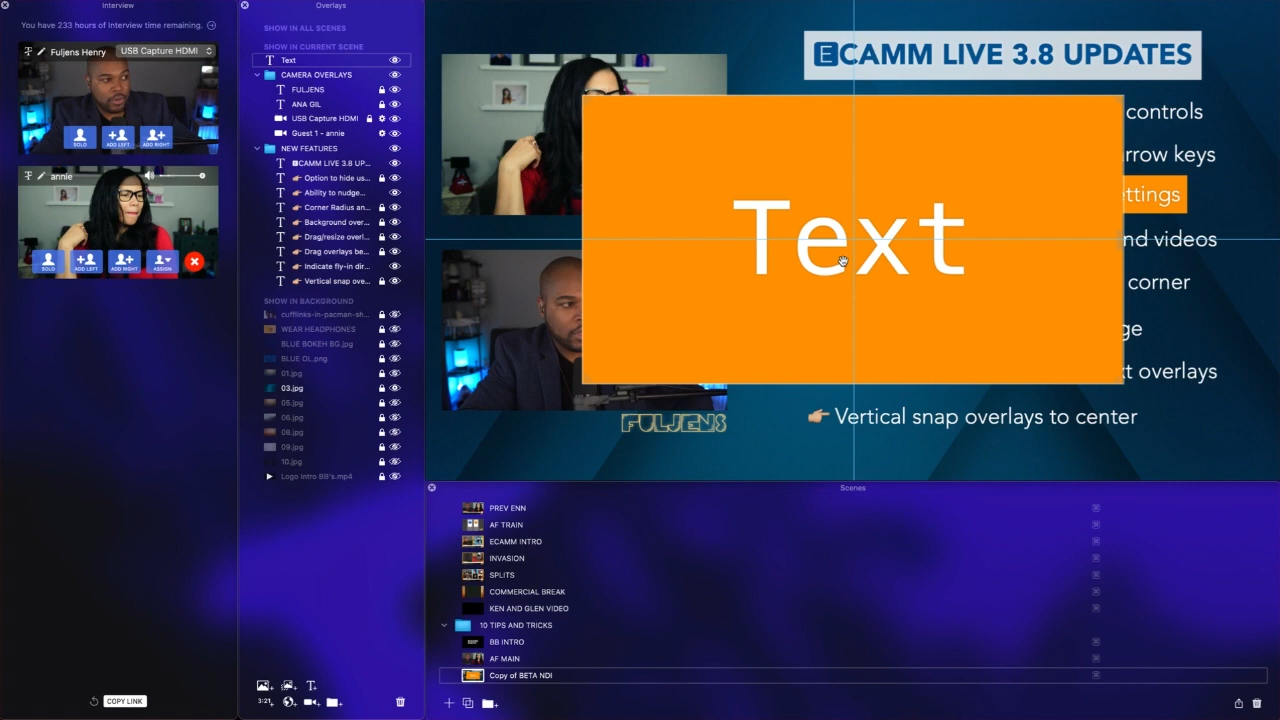 Interview
You have 233 hours of Interview time remaining.
Fuljens Henry
USB Capture HDMI
SOLO
ADD LEFT
ADD RIGHT
annie
SOLO
ADD LEFT
ADD RIGHT
ASSIGN
COPY LINK
Overlays
SHOW IN ALL SCENES
SHOW IN CURRENT SCENE
Text
CAMERA OVERLAYS
FULJENS
ANA GIL
USB Capture HDMI
Guest 1 - annie
NEW FEATURES
ECAMM LIVE 3.8 UP...
Option to hide us...
Ability to nudge...
Corner Radius an...
Background over...
Drag/resize overl...
Drag overlays be...
Indicate fly-in dir...
Vertical snap ove...
SHOW IN BACKGROUND
cufflinks-in-pacman-sh...
WEAR HEADPHONES
BLUE BOKEH BG.jpg
BLUE OL.png
01.jpg
03.jpg
05.jpg
06.jpg
08.jpg
09.jpg
10.jpg
Logo Intro BB's.mp4
3:21
ECAMM LIVE 3.8 UPDATES
controls
rrow keys
ttings
nd videos
corner
ge
xt overlays
👉🏼 Vertical snap overlays to center
Text
FULJENS
Scenes
PREV ENN
AF TRAIN
ECAMM INTRO
INVASION
SPLITS
COMMERCIAL BREAK
KEN AND GLEN VIDEO
10 TIPS AND TRICKS
BB INTRO
AF MAIN
Copy of BETA NDI